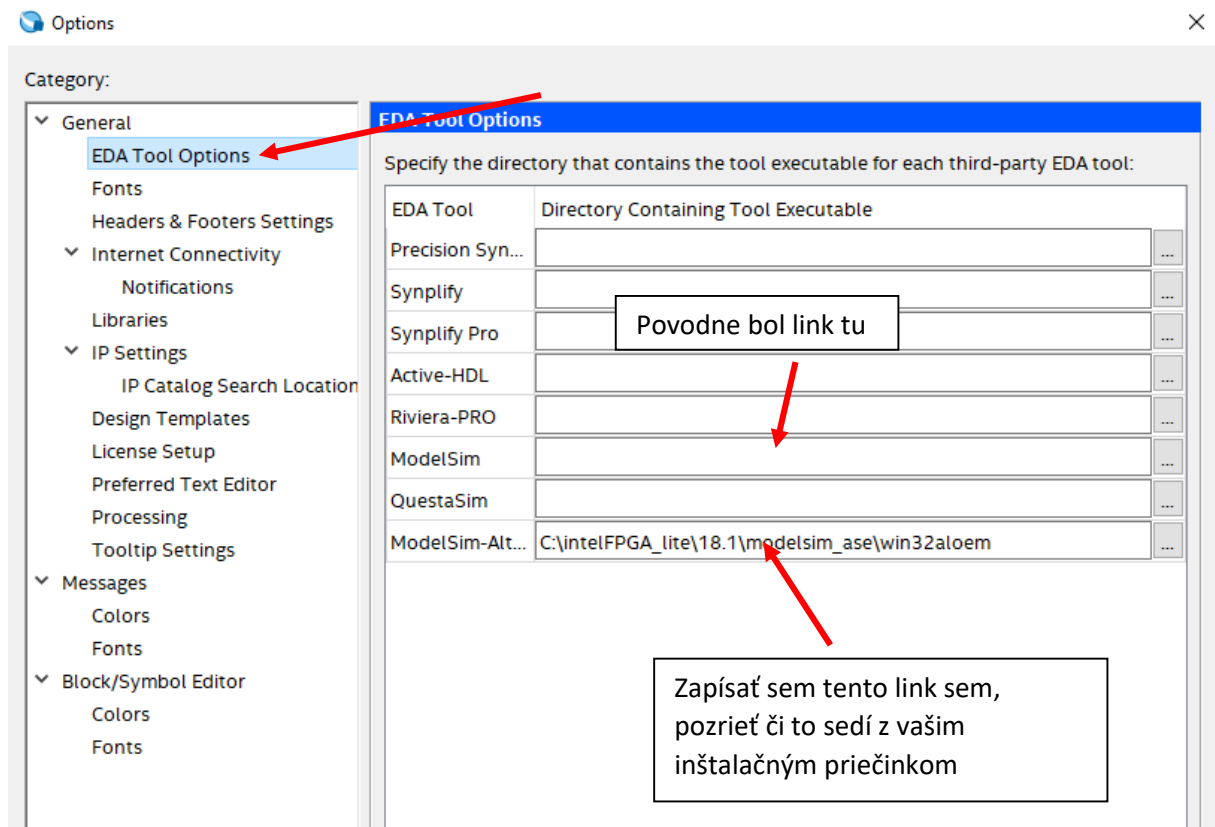 Options
Category:
General
EDA Tool Options
Fonts
Headers & Footers Settings
Internet Connectivity
Notifications
Libraries
IP Settings
IP Catalog Search Location
Design Templates
License Setup
Preferred Text Editor
Processing
Tooltip Settings
Messages
Colors
Fonts
Block/Symbol Editor
Colors
Fonts
EDA Tool Options
Specify the directory that contains the tool executable for each third-party EDA tool:
EDA Tool Directory Containing Tool Executable
Precision Syn... ...
Synplify ...
Synplify Pro ...
Active-HDL ...
Riviera-PRO ...
ModelSim ...
QuestaSim ...
ModelSim-Alt... C:\intelFPGA_lite\18.1\modelsim_ase\win32aloem ...
Povodne bol link tu
Zapísať sem tento link sem,
pozrieť či to sedí z vašim
inštalačným priečinkom